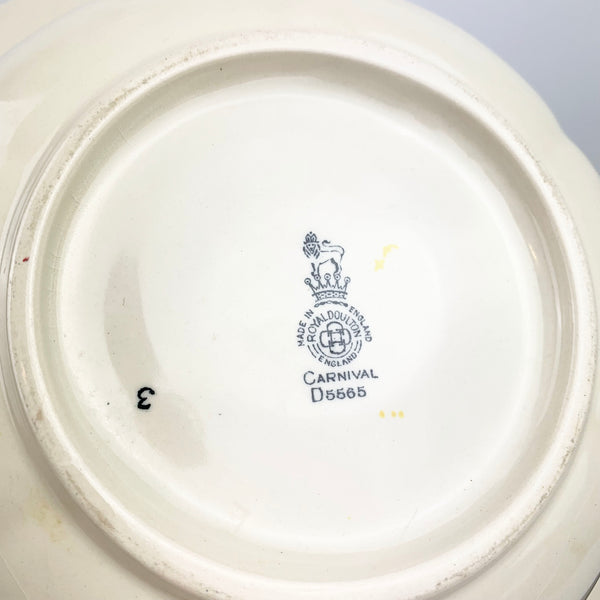 MADE IN ENGLAND
ROYAL DOULTON
ENGLAND
CARNIVAL
D5565
3